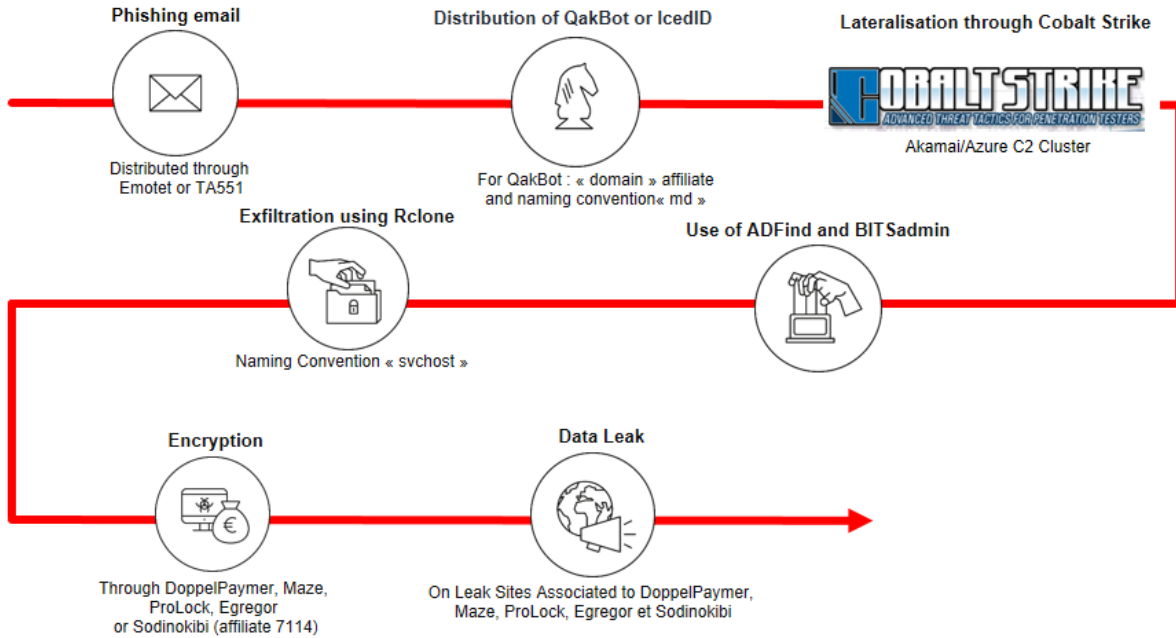 Phishing email
Distributed through
Emotet or TA551
Distribution of QakBot or IcedID
For QakBot : « domain » affiliate
and naming convention« md »
Lateralisation through Cobalt Strike
COBALT STRIKE
ADVANCED THREAT TACTICS FOR PENETRATION TESTERS
Akamai/Azure C2 Cluster
Use of ADFind and BITSadmin
Exfiltration using Rclone
Naming Convention « svchost »
Encryption
€
Through DoppelPaymer, Maze,
ProLock, Egregor
or Sodinokibi (affiliate 7114)
Data Leak
On Leak Sites Associated to DoppelPaymer,
Maze, ProLock, Egregor et Sodinokibi